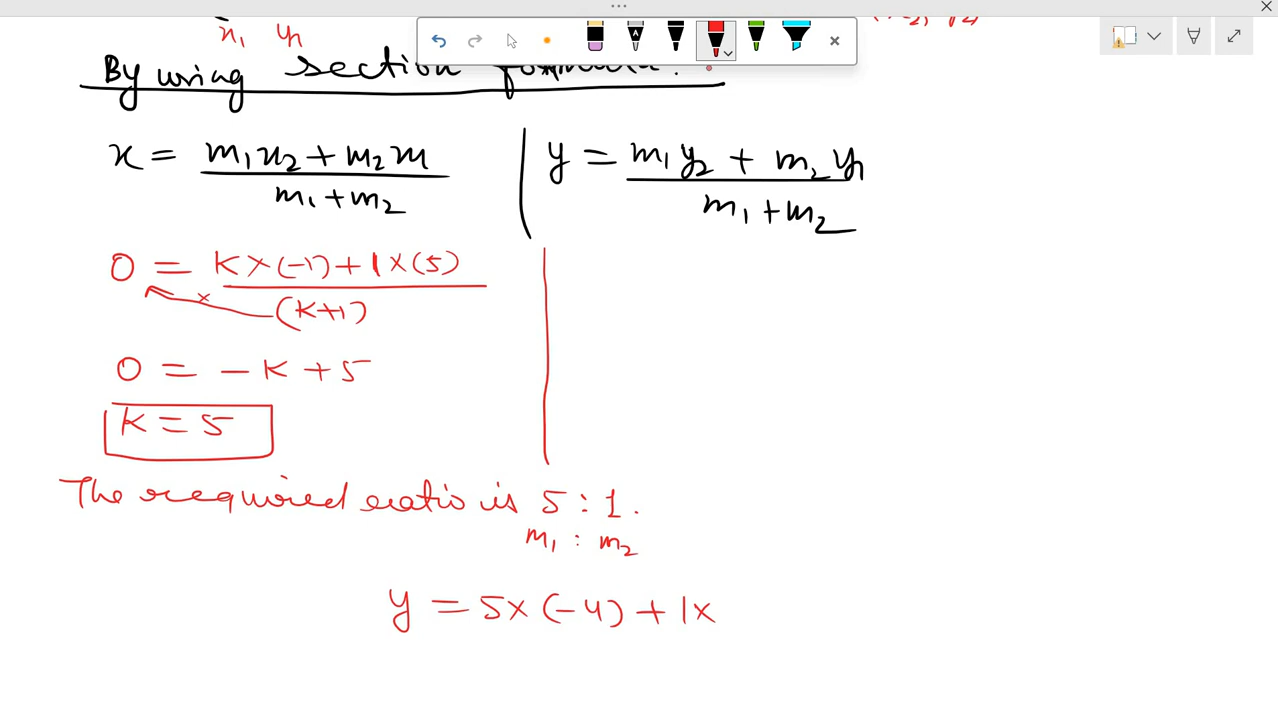 x₁ y₁
By using section formula.
x = m₁x₂ + m₂x₁ / m₁ + m₂ | y = m₁y₂ + m₂y₁ / m₁ + m₂
0 = K × (-1) + 1 × (5) / (K+1)
0 = -K + 5
K = 5
The required ratio is 5 : 1.
m₁ : m₂
y = 5 × (-4) + 1 ×